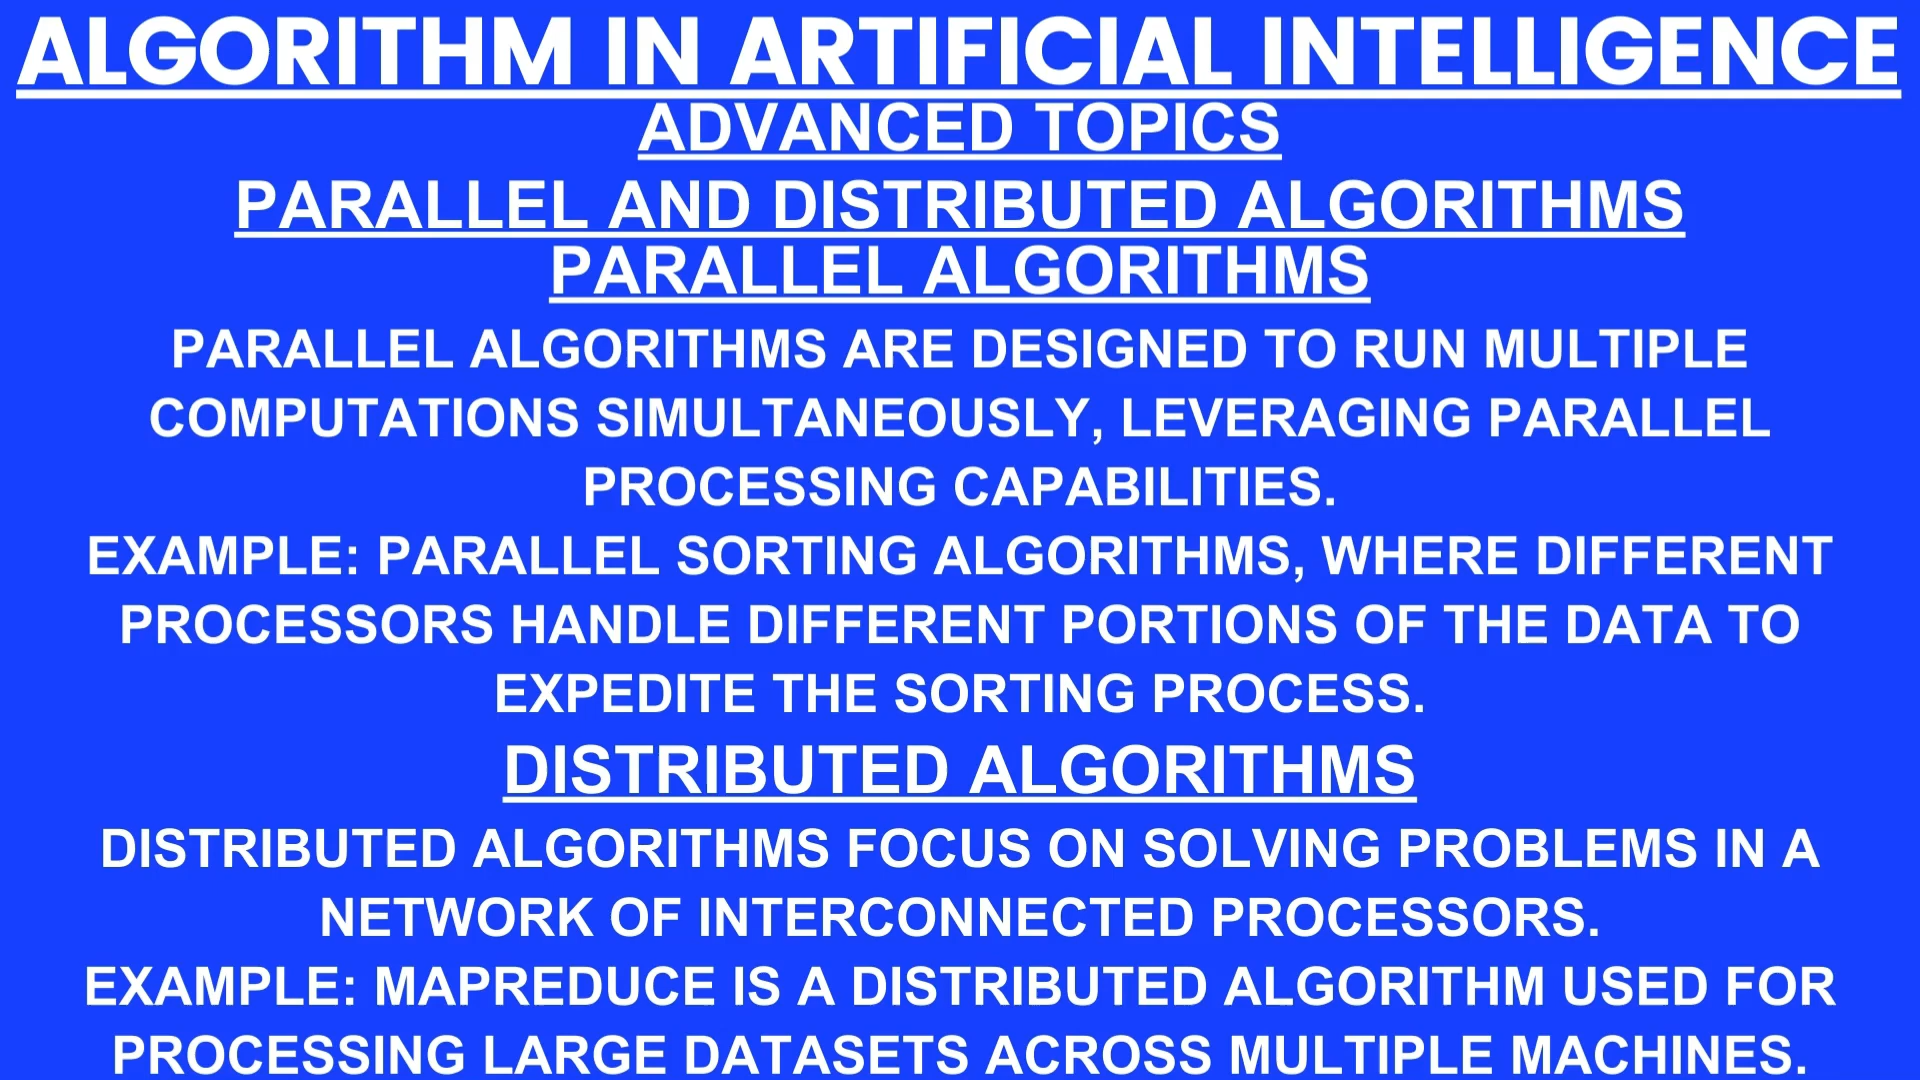 ALGORITHM IN ARTIFICIAL INTELLIGENCE
ADVANCED TOPICS
PARALLEL AND DISTRIBUTED ALGORITHMS
PARALLEL ALGORITHMS
PARALLEL ALGORITHMS ARE DESIGNED TO RUN MULTIPLE
COMPUTATIONS SIMULTANEOUSLY, LEVERAGING PARALLEL
PROCESSING CAPABILITIES.
EXAMPLE: PARALLEL SORTING ALGORITHMS, WHERE DIFFERENT
PROCESSORS HANDLE DIFFERENT PORTIONS OF THE DATA TO
EXPEDITE THE SORTING PROCESS.
DISTRIBUTED ALGORITHMS
DISTRIBUTED ALGORITHMS FOCUS ON SOLVING PROBLEMS IN A
NETWORK OF INTERCONNECTED PROCESSORS.
EXAMPLE: MAPREDUCE IS A DISTRIBUTED ALGORITHM USED FOR
PROCESSING LARGE DATASETS ACROSS MULTIPLE MACHINES.